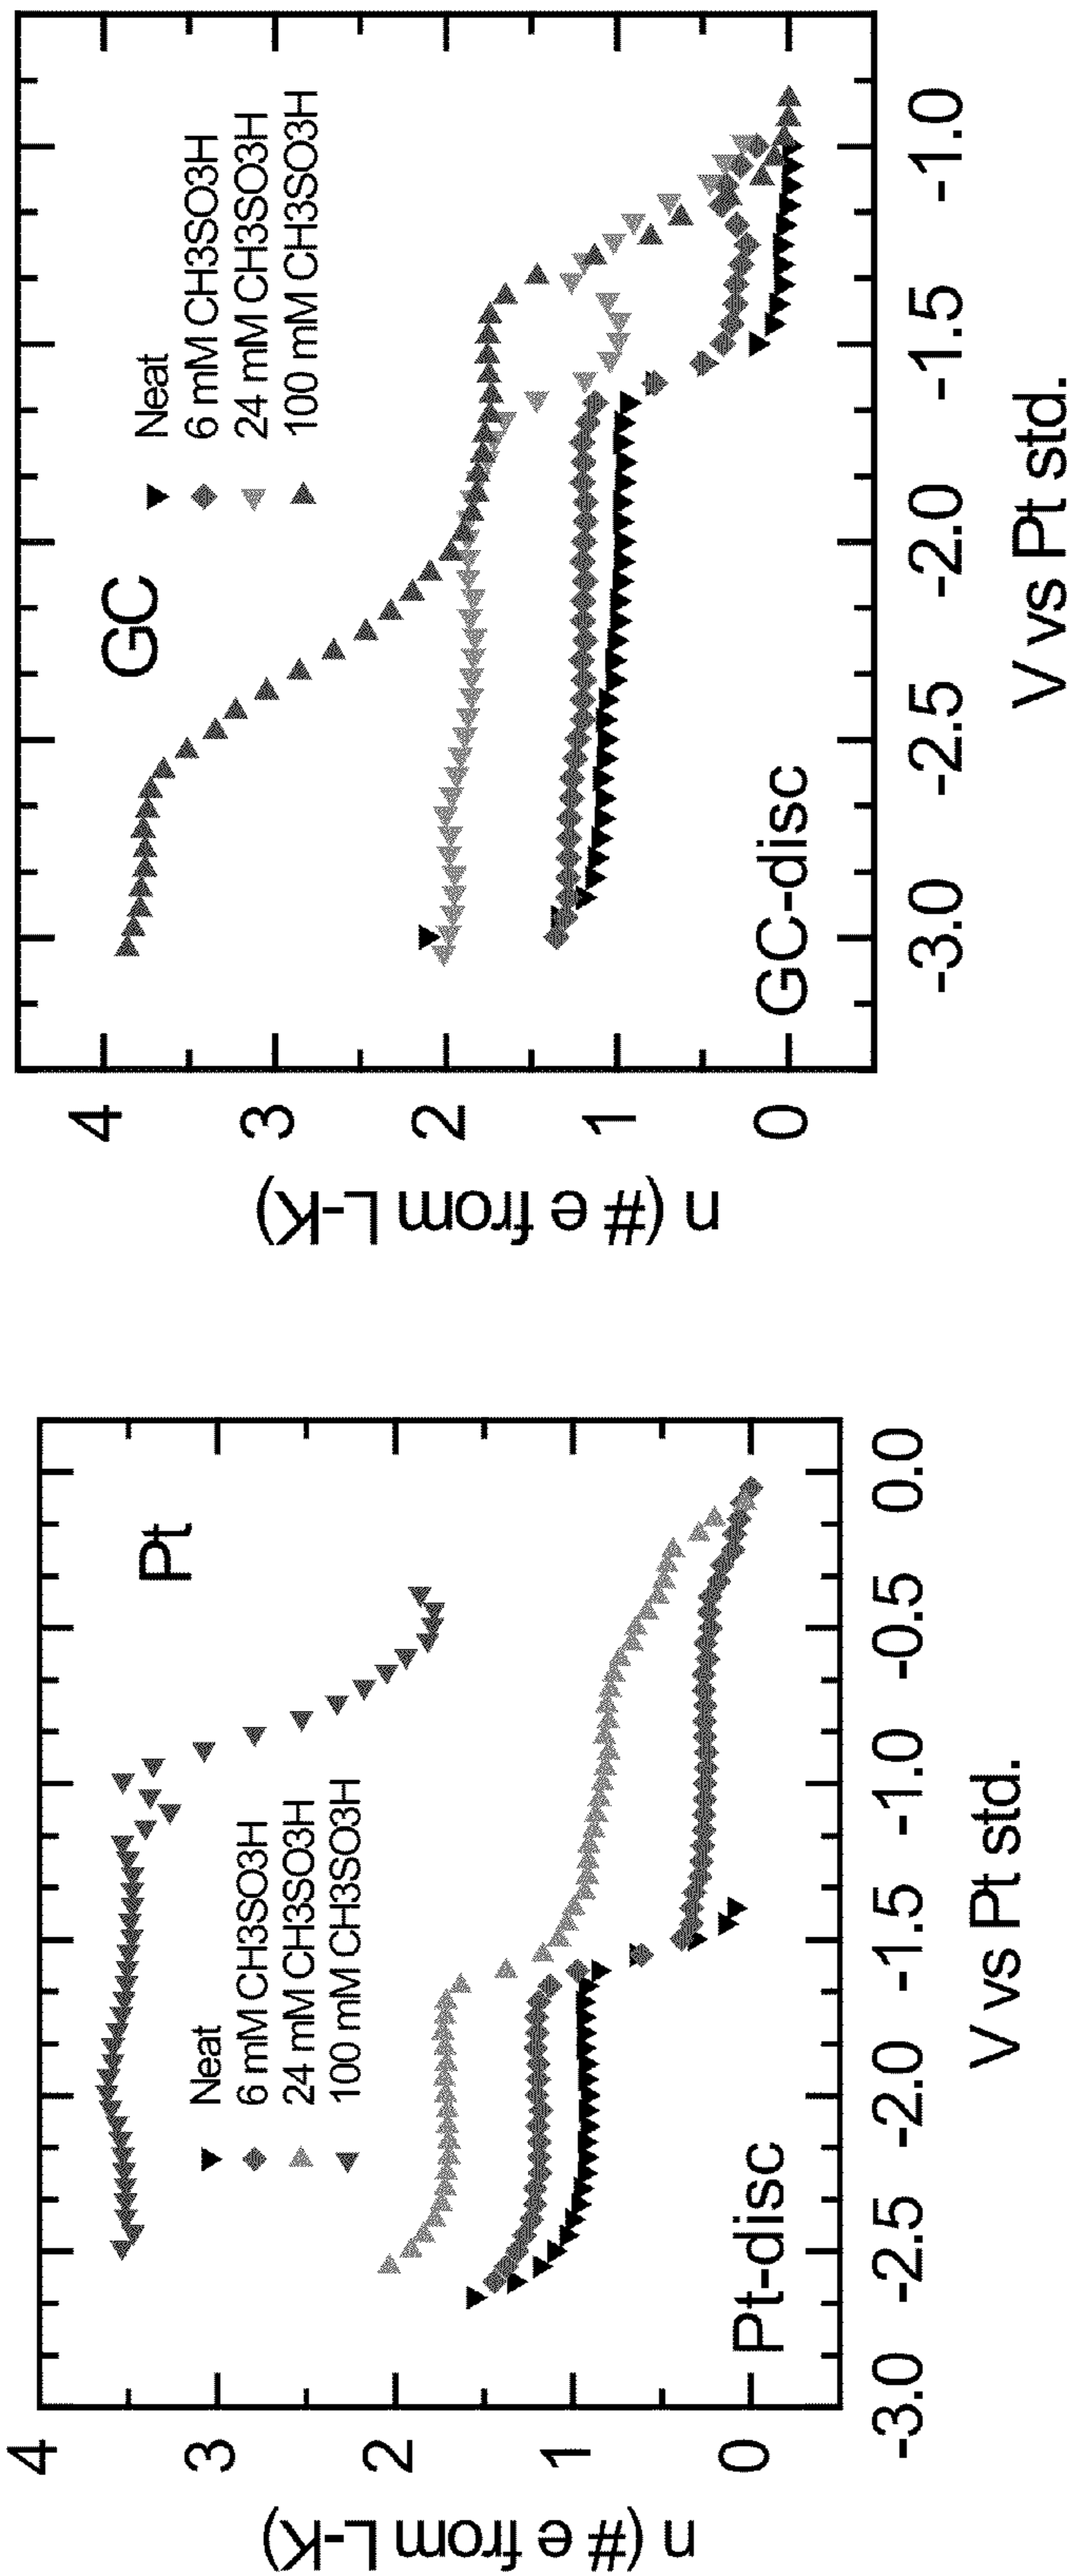 4
3
2
1
0
n (# e from L-K)
Pt
Neat
6 mM CH3SO3H
24 mM CH3SO3H
100 mM CH3SO3H
Pt-disc
-3.0 -2.5 -2.0 -1.5 -1.0 -0.5 0.0
V vs Pt std.
4
3
2
1
0
n (# e from L-K)
GC
Neat
6 mM CH3SO3H
24 mM CH3SO3H
100 mM CH3SO3H
GC-disc
-3.0 -2.5 -2.0 -1.5 -1.0
V vs Pt std.